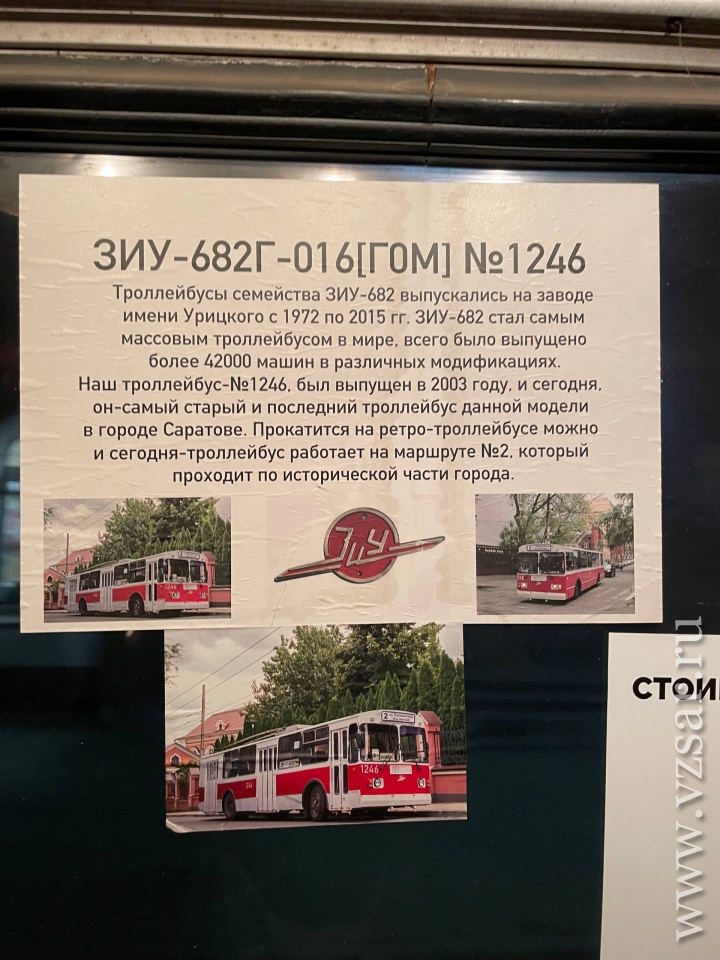 ЗИУ-682Г-016[ГОМ] №1246
Троллейбусы семейства ЗИУ-682 выпускались на заводе
имени Урицкого с 1972 по 2015 гг. ЗИУ-682 стал самым
массовым троллейбусом в мире, всего было выпущено
более 42000 машин в различных модификациях.
Наш троллейбус-№1246, был выпущен в 2003 году, и сегодня,
он-самый старый и последний троллейбус данной модели
в городе Саратове. Прокатится на ретро-троллейбусе можно
и сегодня-троллейбус работает на маршруте №2, который
проходит по исторической части города.
1246
ЗиУ
2
1246
СТОИ
www.vzsar.ru